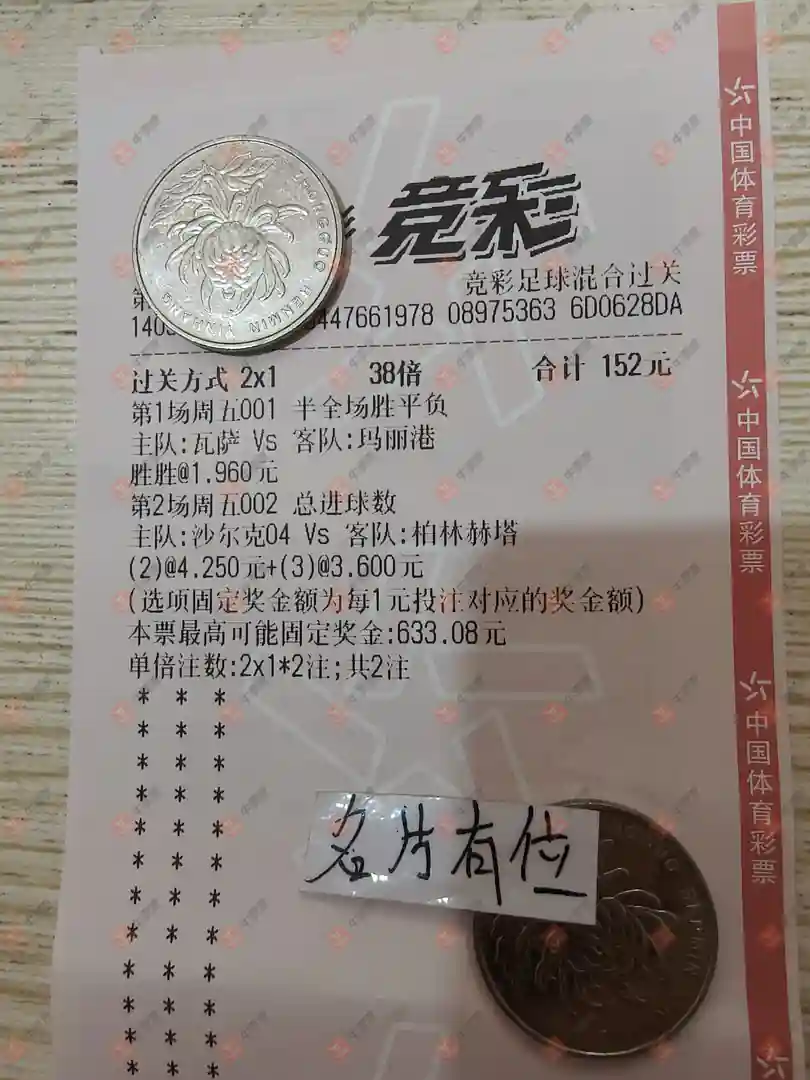 竞彩
竞彩足球混合过关
第
447661978 08975363 6D0628DA
过关方式 2x1 38倍 合计 152元
第1场周五001 半全场胜平负
主队:瓦萨 Vs 客队:玛丽港
胜胜@1.960元
第2场周五002 总进球数
主队:沙尔克04 Vs 客队:柏林赫塔
(2)@4.250元+(3)@3.600元
(选项固定奖金额为每1元投注对应的奖金额)
本票最高可能固定奖金:633.08元
单倍注数:2x1*2注;共2注
名片有位
中国体育彩票
中国体育彩票
中国体育彩票
ZHONGGUO RENMIN YINHANG